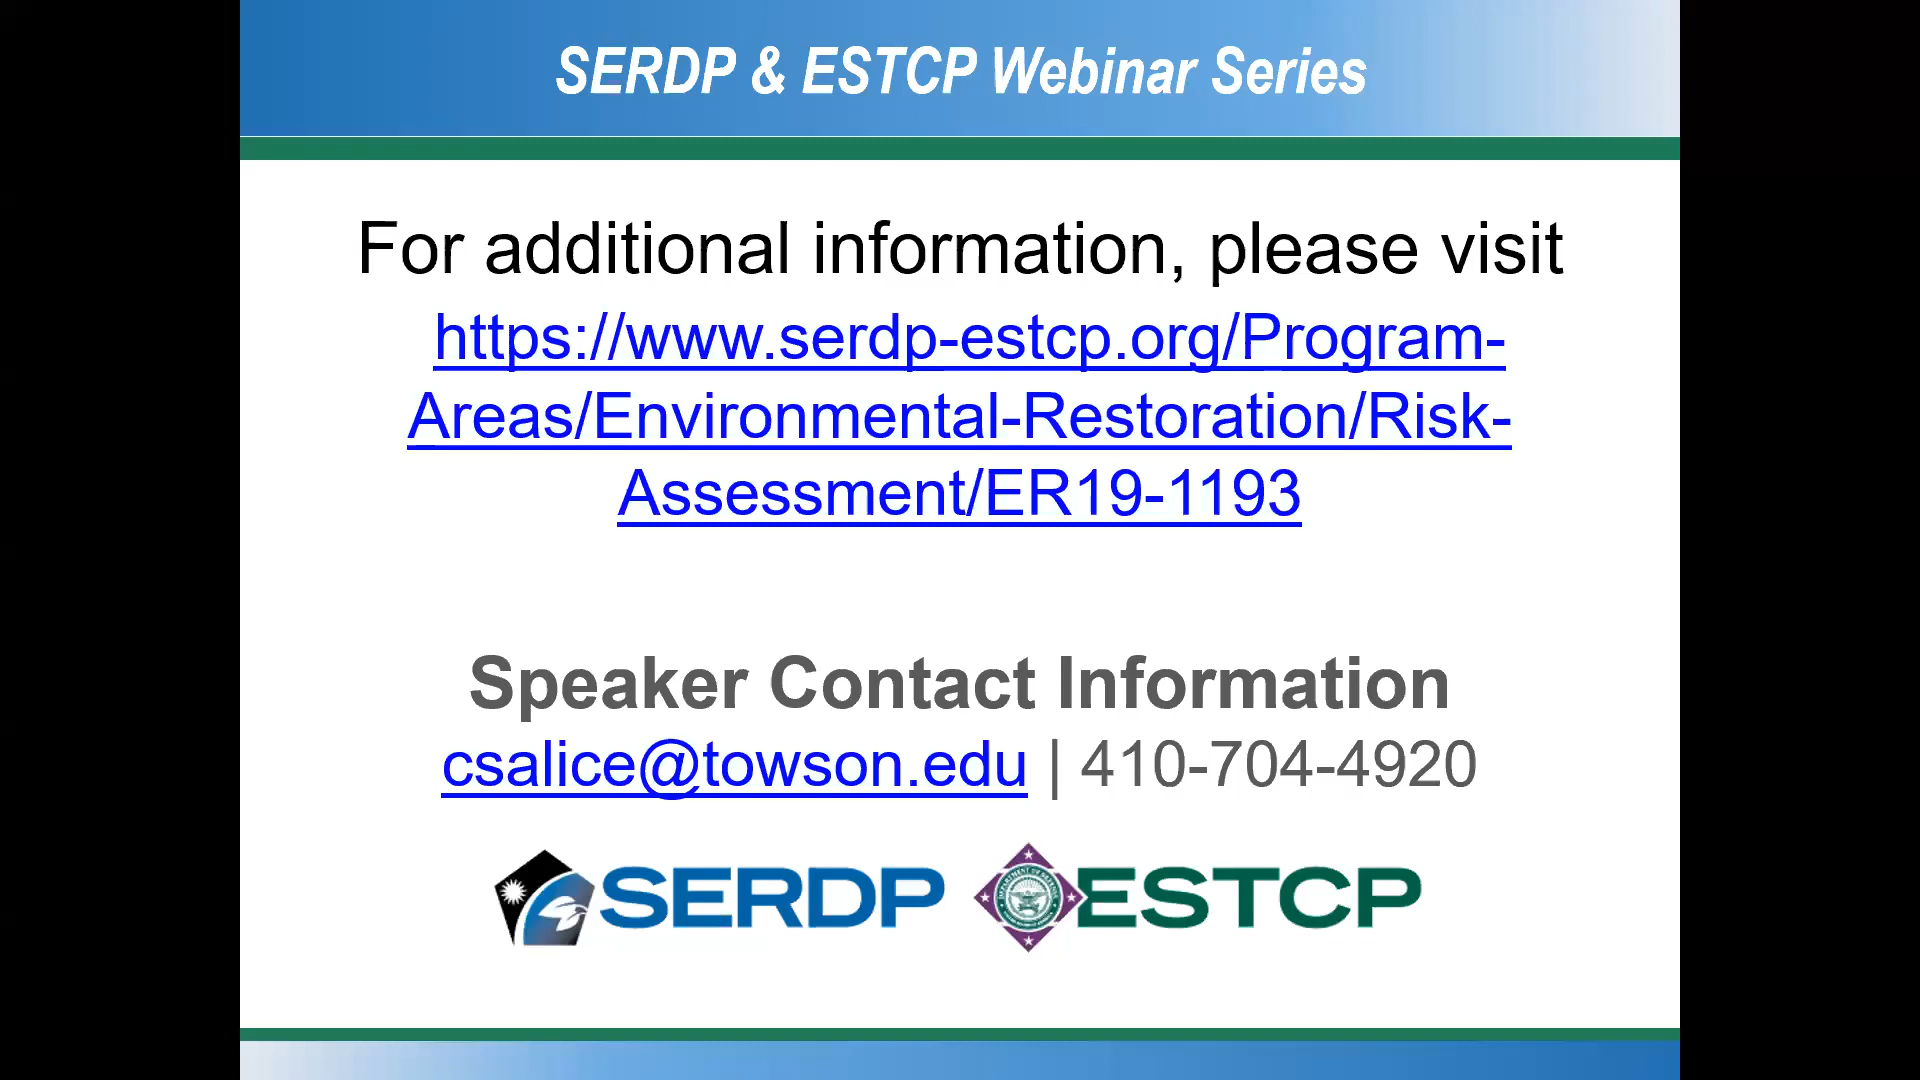 SERDP & ESTCP Webinar Series
For additional information, please visit
https://www.serdp-estcp.org/Program-
Areas/Environmental-Restoration/Risk-
Assessment/ER19-1193
Speaker Contact Information
csalice@towson.edu | 410-704-4920
SERDP ESTCP